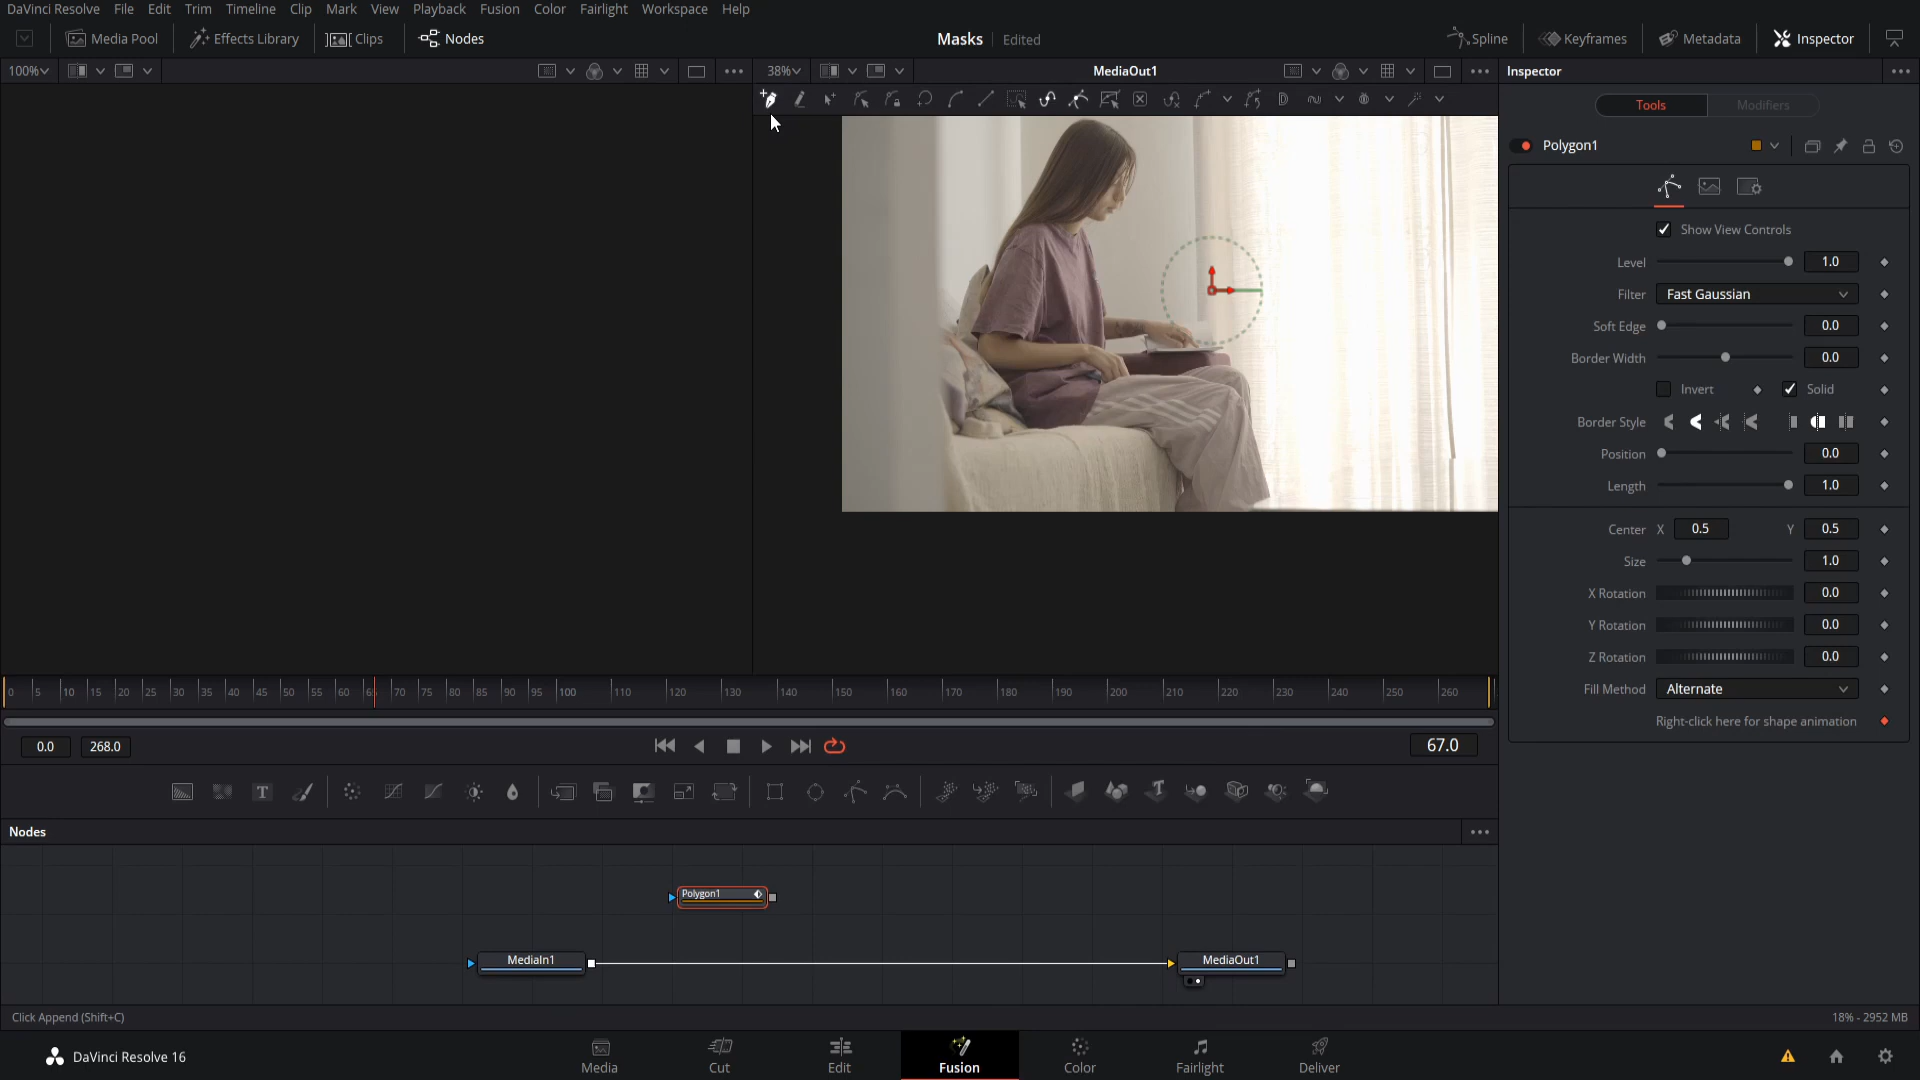 DaVinci Resolve File Edit Trim Timeline Clip Mark View Playback Fusion Color Fairlight Workspace Help
Media Pool Effects Library Clips Nodes Masks Edited Spline Keyframes Metadata Inspector
100% 38% MediaOut1 Inspector
Tools Modifiers
Polygon1
Show View Controls
Level 1.0
Filter Fast Gaussian
Soft Edge 0.0
Border Width 0.0
Invert Solid
Border Style
Position 0.0
Length 1.0
Center X 0.5 Y 0.5
Size 1.0
X Rotation 0.0
Y Rotation 0.0
Z Rotation 0.0
Fill Method Alternate
Right-click here for shape animation
0 5 10 15 20 25 30 35 40 45 50 55 60 65 70 75 80 85 90 95 100 110 120 130 140 150 160 170 180 190 200 210 220 230 240 250 260
0.0 268.0 67.0
Nodes
Polygon1
MediaIn1 MediaOut1
Click Append (Shift+C) 18% - 2952 MB
DaVinci Resolve 16 Media Cut Edit Fusion Color Fairlight Deliver